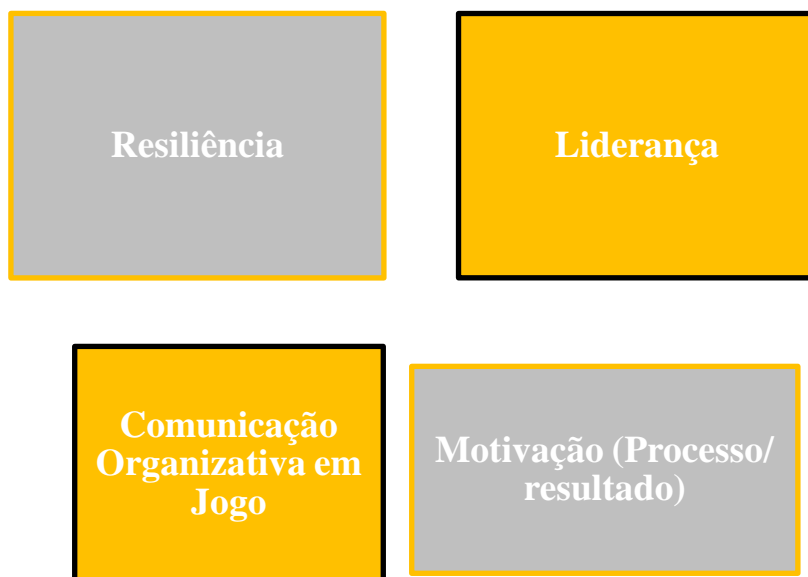 Resiliência
Liderança
Comunicação
Organizativa em
Jogo
Motivação (Processo/
resultado)